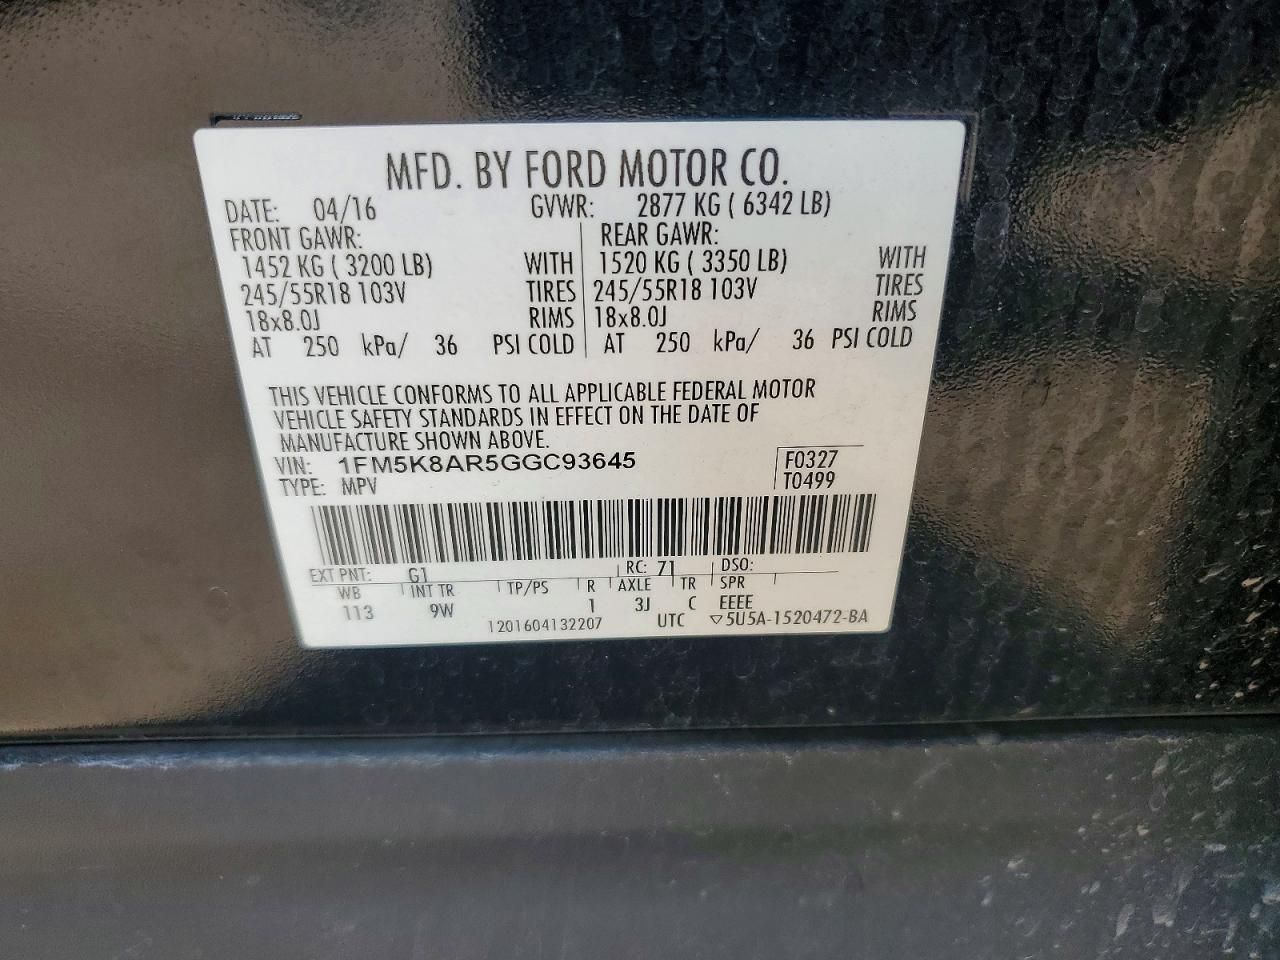 MFD. BY FORD MOTOR CO.
DATE: 04/16 GVWR: 2877 KG ( 6342 LB)
FRONT GAWR: REAR GAWR:
1452 KG ( 3200 LB) WITH 1520 KG ( 3350 LB) WITH
245/55R18 103V TIRES 245/55R18 103V TIRES
18x8.0J RIMS 18x8.0J RIMS
AT 250 kPa/ 36 PSI COLD AT 250 kPa/ 36 PSI COLD
THIS VEHICLE CONFORMS TO ALL APPLICABLE FEDERAL MOTOR
VEHICLE SAFETY STANDARDS IN EFFECT ON THE DATE OF
MANUFACTURE SHOWN ABOVE.
VIN: 1FM5K8AR5GGC93645 F0327
TYPE: MPV T0499
EXT PNT: G1 RC: 71 DSO:
WB INT TR TP/PS R AXLE TR SPR
113 9W 1 3J C EEEE
1201604132207 UTC ▽5U5A-1520472-BA